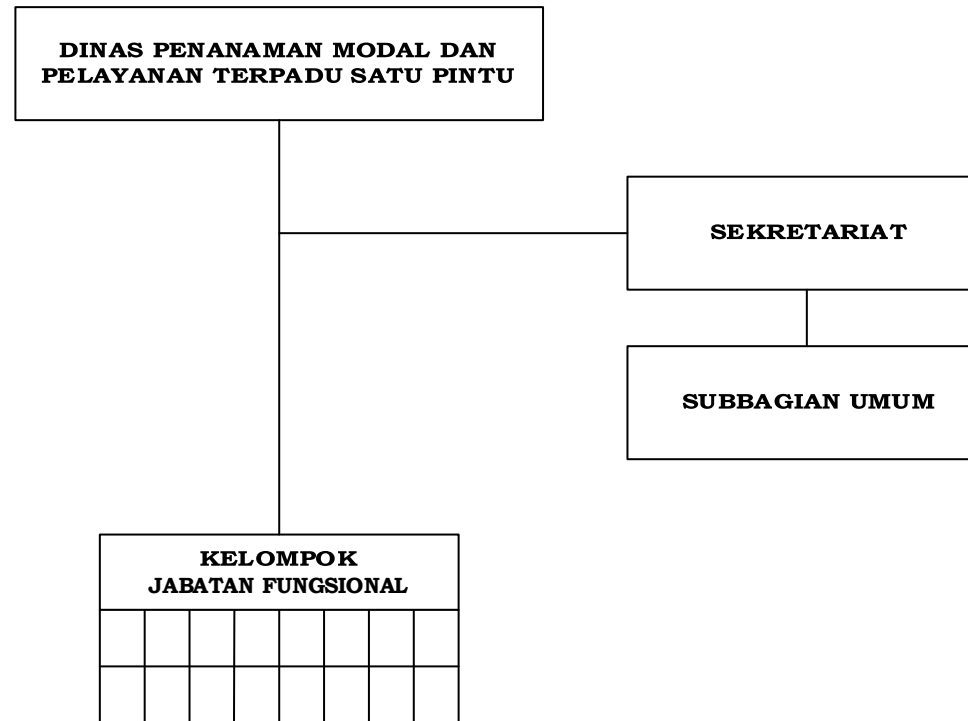 DINAS PENANAMAN MODAL DAN
PELAYANAN TERPADU SATU PINTU
SEKRETARIAT
SUBBAGIAN UMUM
KELOMPOK
JABATAN FUNGSIONAL